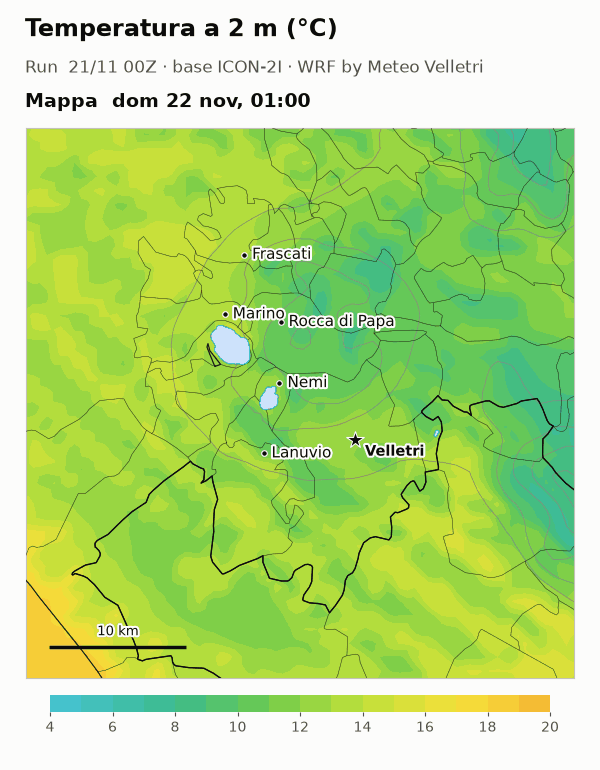 Temperatura a 2 m (°C)
Run  21/11 00Z · base ICON-2I · WRF by Meteo Velletri
Mappa  dom 22 nov, 01:00
Frascati
Marino
Rocca di Papa
Nemi
Velletri
Lanuvio
10 km
4 6 8 10 12 14 16 18 20